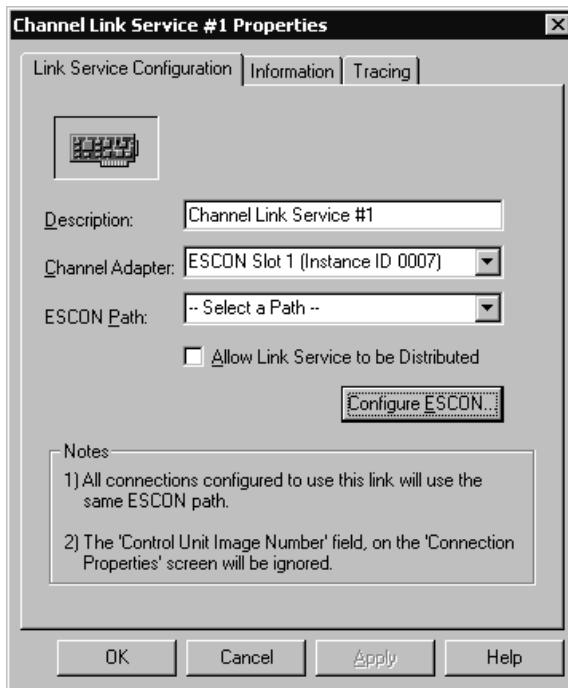 Channel Link Service #1 Properties
Link Service Configuration
Information
Tracing
Description:
Channel Link Service #1
Channel Adapter:
ESCON Slot 1 (Instance ID 0007)
ESCON Path:
-- Select a Path --
Allow Link Service to be Distributed
Configure ESCON...
Notes
1) All connections configured to use this link will use the
same ESCON path.
2) The 'Control Unit Image Number' field, on the 'Connection
Properties' screen will be ignored.
OK
Cancel
Apply
Help